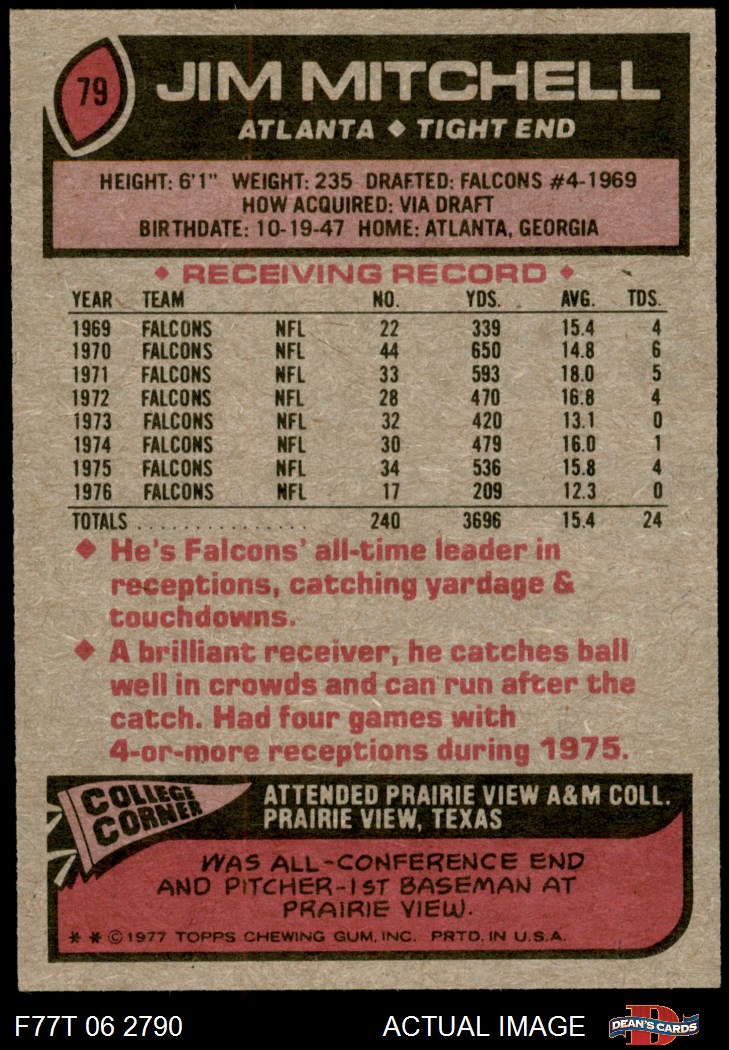 79
JIM MITCHELL
ATLANTA ◆ TIGHT END
HEIGHT: 6'1" WEIGHT: 235 DRAFTED: FALCONS #4-1969
HOW ACQUIRED: VIA DRAFT
BIRTHDATE: 10-19-47 HOME: ATLANTA, GEORGIA
◆ RECEIVING RECORD ◆
YEAR TEAM NO. YDS. AVG. TDS.
1969 FALCONS NFL 22 339 15.4 4
1970 FALCONS NFL 44 650 14.8 6
1971 FALCONS NFL 33 593 18.0 5
1972 FALCONS NFL 28 470 16.8 4
1973 FALCONS NFL 32 420 13.1 0
1974 FALCONS NFL 30 479 16.0 1
1975 FALCONS NFL 34 536 15.8 4
1976 FALCONS NFL 17 209 12.3 0
TOTALS . . . . . . . . . . . . . . . . 240 3696 15.4 24
◆ He's Falcons' all-time leader in
receptions, catching yardage &
touchdowns.
◆ A brilliant receiver, he catches ball
well in crowds and can run after the
catch. Had four games with
4-or-more receptions during 1975.
COLLEGE
CORNER
ATTENDED PRAIRIE VIEW A&M COLL.
PRAIRIE VIEW, TEXAS
WAS ALL-CONFERENCE END
AND PITCHER-1ST BASEMAN AT
PRAIRIE VIEW.
* * © 1977 TOPPS CHEWING GUM, INC. PRTD. IN U.S.A.
F77T 06 2790 ACTUAL IMAGE DEAN'S CARDS